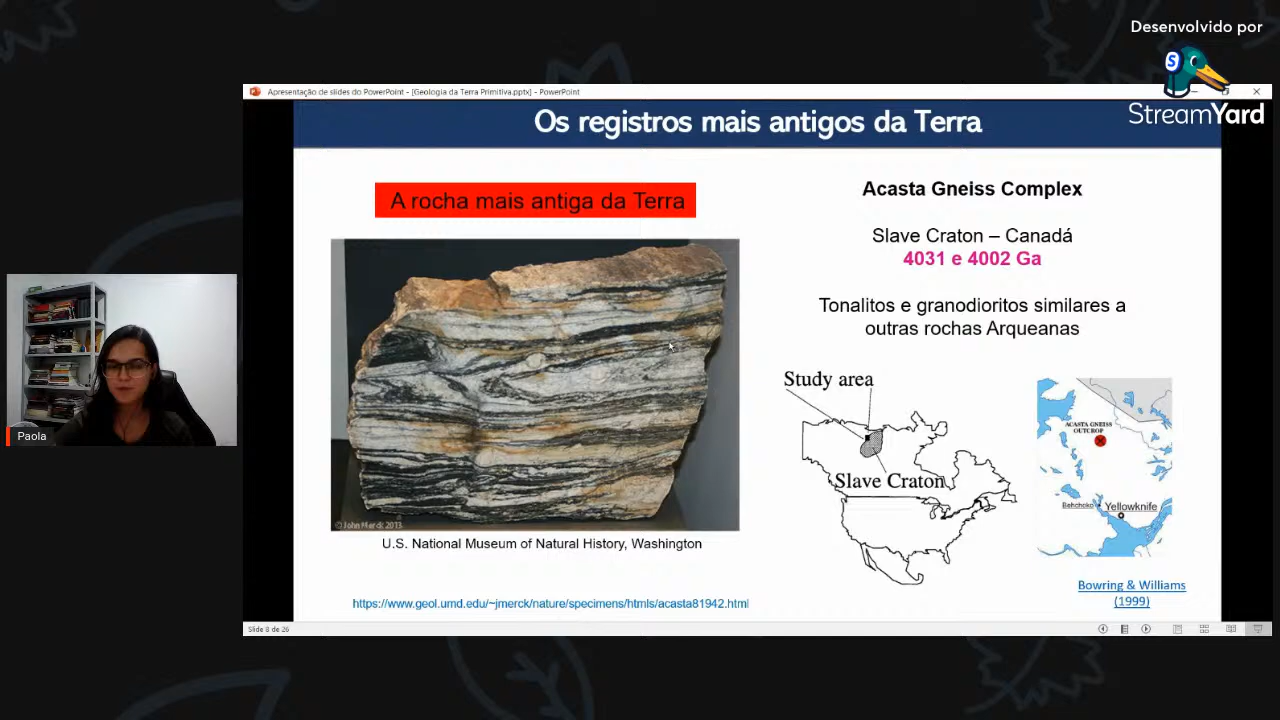 Desenvolvido por
S
StreamYard
Apresentação de slides do PowerPoint - [Geologia da Terra Primitiva.pptx] - PowerPoint
Os registros mais antigos da Terra
A rocha mais antiga da Terra
© John Merck 2013
U.S. National Museum of Natural History, Washington
https://www.geol.umd.edu/~jmerck/nature/specimens/htmls/acasta81942.html
Acasta Gneiss Complex
Slave Craton – Canadá
4031 e 4002 Ga
Tonalitos e granodioritos similares a
outras rochas Arqueanas
Study area
Slave Craton
ACASTA GNEISS
OUTCROP
Behchoko
Yellowknife
Bowring & Williams
(1999)
Paola
Slide 8 de 26